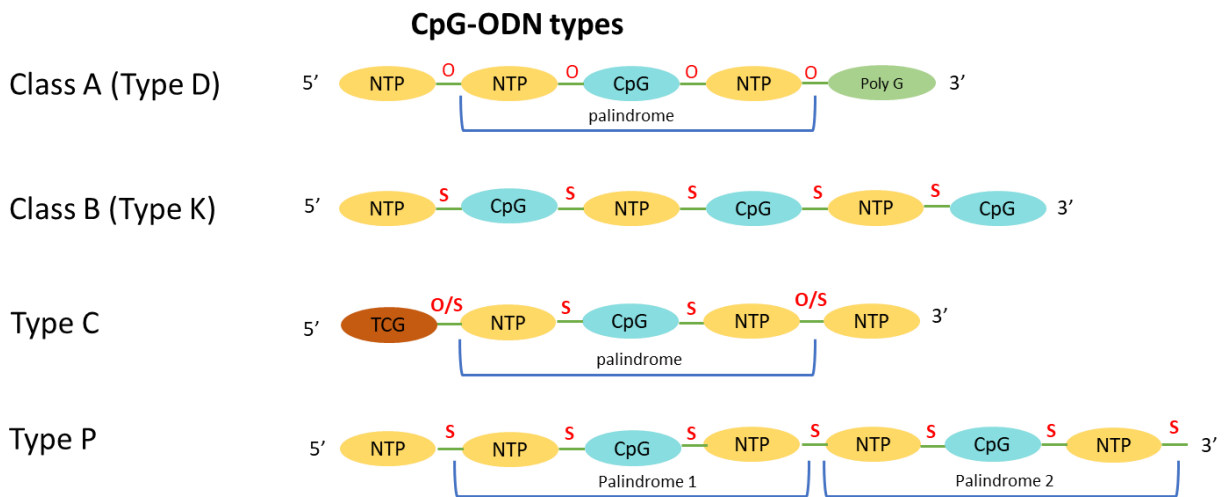 CpG-ODN types
Class A (Type D)
5’ NTP O NTP O CpG O NTP O Poly G 3’
palindrome
Class B (Type K)
5’ NTP S CpG S NTP S CpG S NTP S CpG 3’
Type C
5’ TCG O/S NTP S CpG S NTP O/S NTP 3’
palindrome
Type P
5’ NTP S NTP S CpG S NTP S NTP S CpG S NTP S 3’
Palindrome 1 Palindrome 2